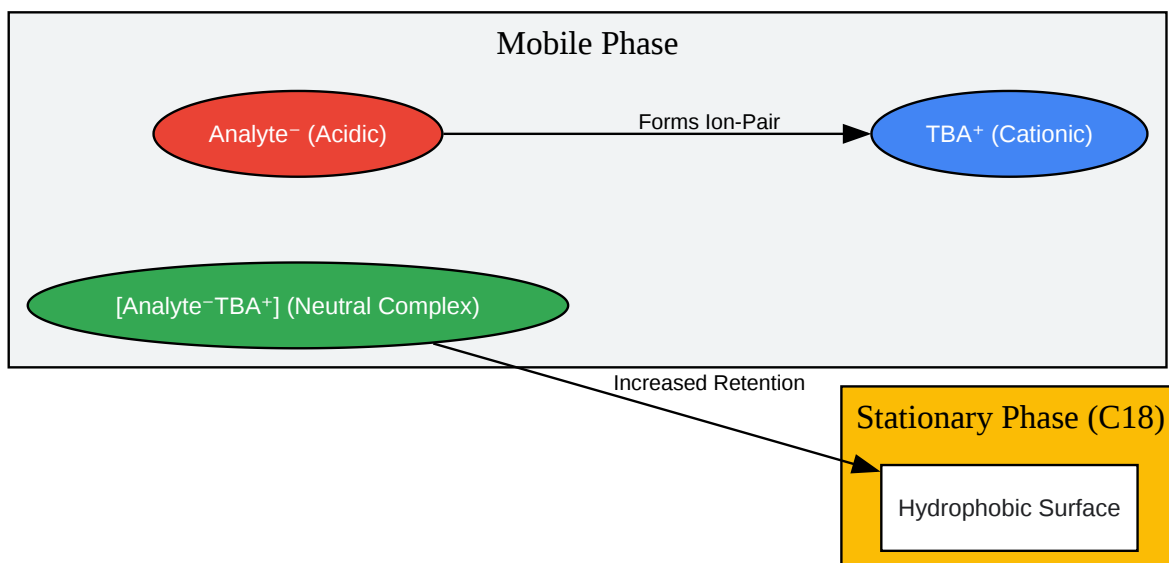 Mobile Phase
Analyte⁻ (Acidic)
Forms Ion-Pair
TBA⁺ (Cationic)
[Analyte⁻TBA⁺] (Neutral Complex)
Increased Retention
Stationary Phase (C18)
Hydrophobic Surface